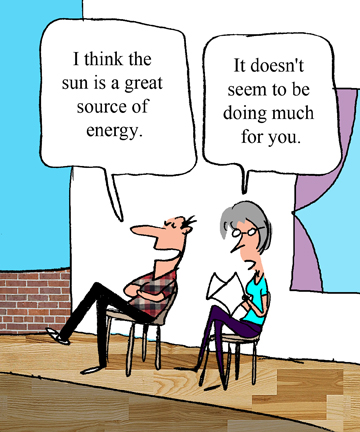 I think the
sun is a great
source of
energy.
It doesn't
seem to be
doing much
for you.